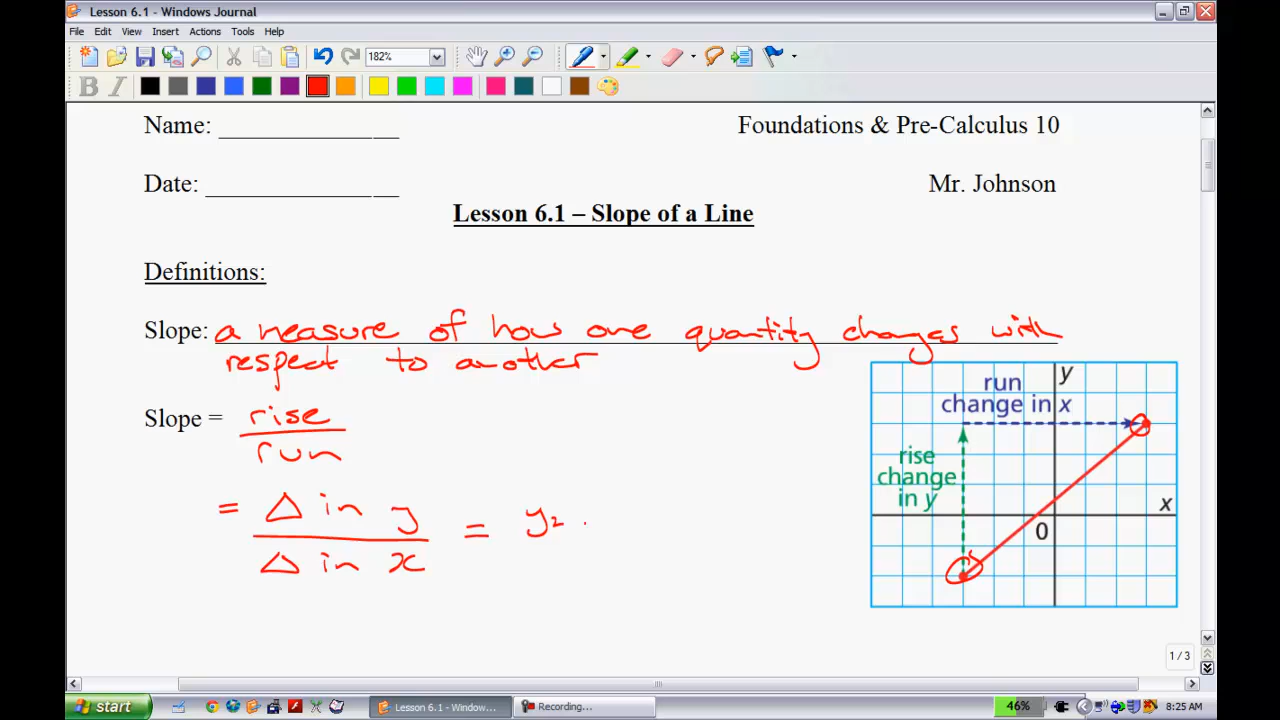 Lesson 6.1 - Windows Journal
File Edit View Insert Actions Tools Help
182%
B I
Name: ______________ Foundations & Pre-Calculus 10
Date: ______________ Mr. Johnson
Lesson 6.1 – Slope of a Line
Definitions:
Slope: a measure of how one quantity changes with
respect to another
Slope = rise
run
= Δ in y = y2
Δ in x
run
change in x
y
rise
change
in y
x
0
1 / 3
start
Lesson 6.1 - Window...
Recording...
46%
8:25 AM